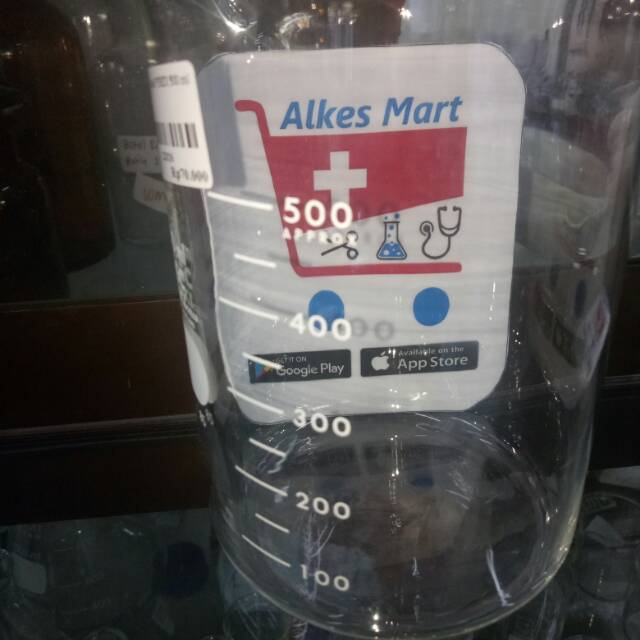 Alkes Mart
500
APPROX
400
300
200
100
GET IT ON
Google Play
Available on the
App Store